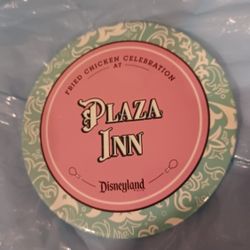 FRIED CHICKEN CELEBRATION
AT
PLAZA
INN
Disneyland